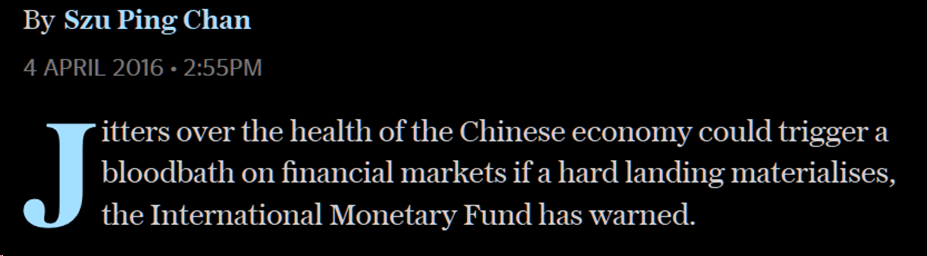 By Szu Ping Chan
4 APRIL 2016 • 2:55PM
Jitters over the health of the Chinese economy could trigger a
bloodbath on financial markets if a hard landing materialises,
the International Monetary Fund has warned.